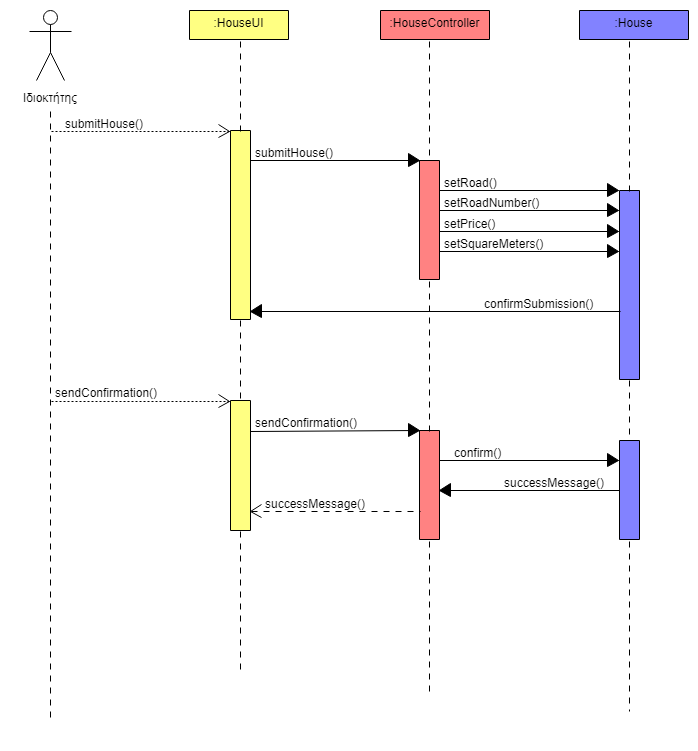 :HouseUI
:HouseController
:House
Ιδιοκτήτης
submitHouse()
submitHouse()
setRoad()
setRoadNumber()
setPrice()
setSquareMeters()
confirmSubmission()
sendConfirmation()
sendConfirmation()
confirm()
successMessage()
successMessage()